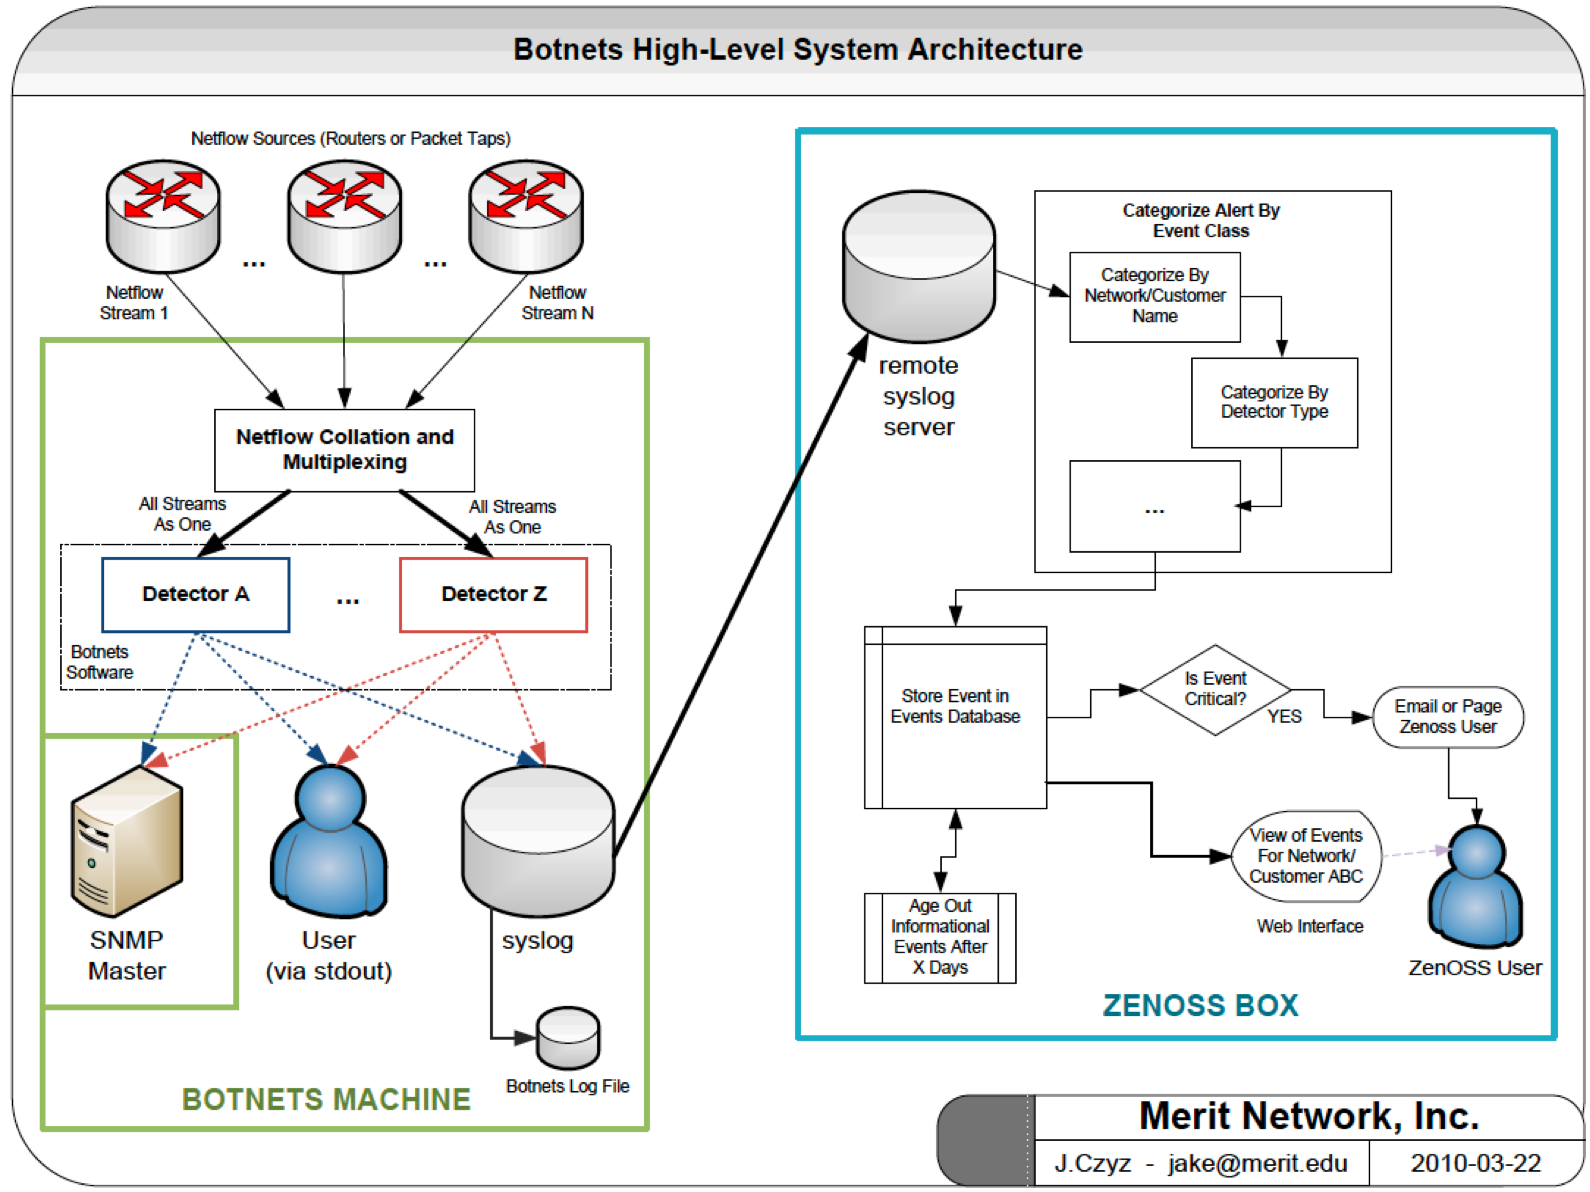 Botnets High-Level System Architecture
Netflow Sources (Routers or Packet Taps)
...
...
Netflow
Stream 1
Netflow
Stream N
Netflow Collation and
Multiplexing
All Streams
As One
All Streams
As One
Detector A
...
Detector Z
Botnets
Software
SNMP
Master
User
(via stdout)
syslog
Botnets Log File
BOTNETS MACHINE
remote
syslog
server
Categorize Alert By
Event Class
Categorize By
Network/Customer
Name
Categorize By
Detector Type
...
Store Event in
Events Database
Is Event
Critical?
YES
Email or Page
Zenoss User
View of Events
For Network/
Customer ABC
Web Interface
Age Out
Informational
Events After
X Days
ZenOSS User
ZENOSS BOX
Merit Network, Inc.
J.Czyz - jake@merit.edu
2010-03-22